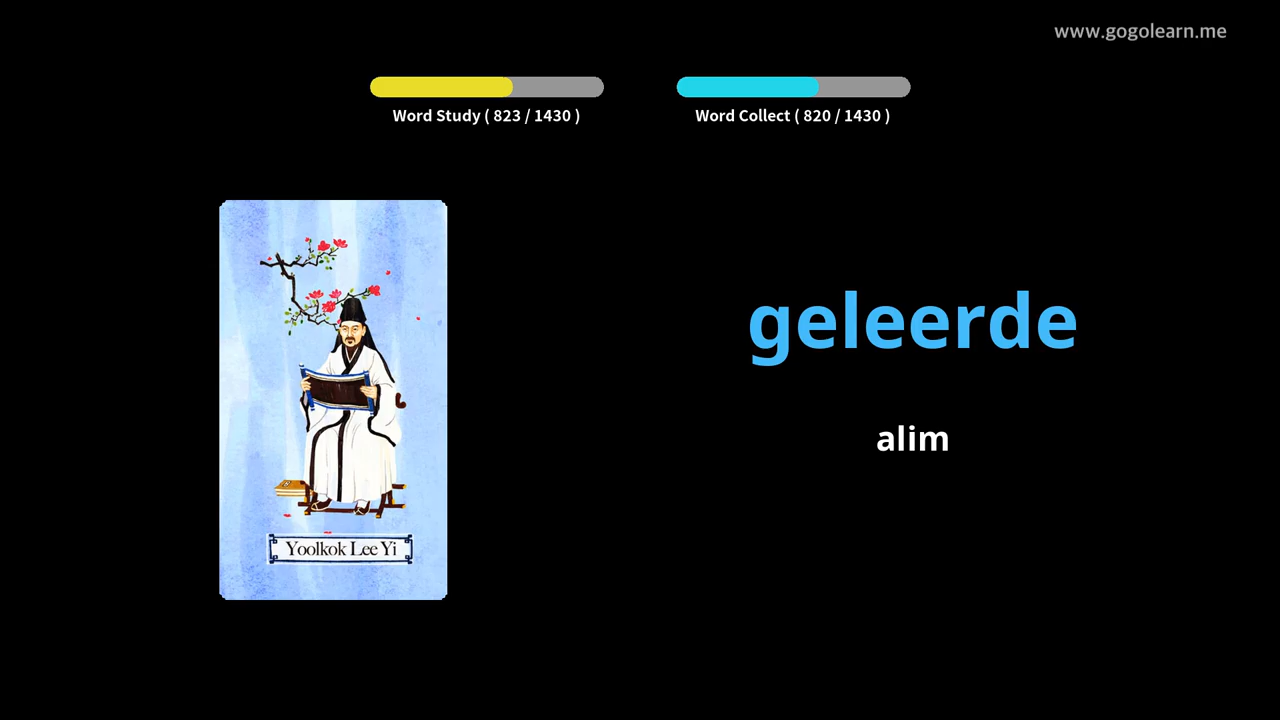 www.gogolearn.me
Word Study ( 823 / 1430 )
Word Collect ( 820 / 1430 )
geleerde
alim
Yoolkok Lee Yi